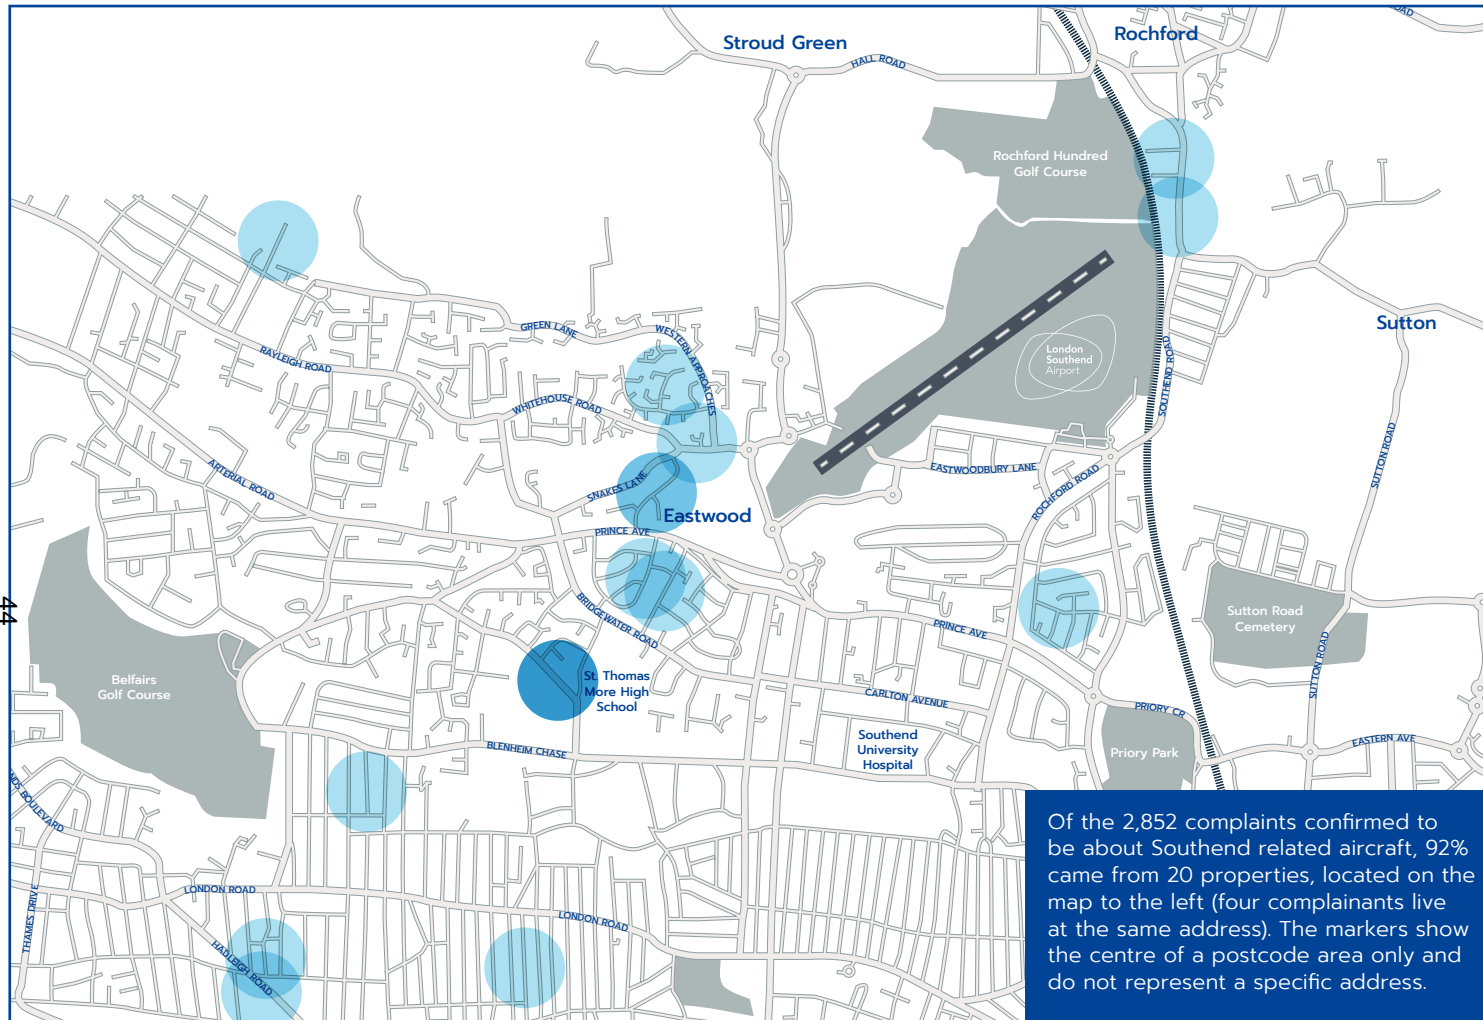 Stroud Green
Rochford
HALL ROAD
OAD
Rochford Hundred
Golf Course
Sutton
GREEN LANE
WESTERN APPROACHES
RAYLEIGH ROAD
London
Southend
Airport
SOUTHEND ROAD
WHITEHOUSE ROAD
ARTERIAL ROAD
SNAKES LANE
EASTWOODBURY LANE
ROCHFORD ROAD
SUTTON ROAD
Eastwood
PRINCE AVE
44
BRIDGEWATER ROAD
PRINCE AVE
Sutton Road
Cemetery
SUTTON ROAD
Belfairs
Golf Course
St. Thomas
More High
School
CARLTON AVENUE
PRIORY CR
Southend
University
Hospital
BLENHEIM CHASE
Priory Park
EASTERN AVE
NDS BOULEVARD
THAMES DRIVE
LONDON ROAD
LONDON ROAD
HADLEIGH ROAD
Of the 2,852 complaints confirmed to
be about Southend related aircraft, 92%
came from 20 properties, located on the
map to the left (four complainants live
at the same address). The markers show
the centre of a postcode area only and
do not represent a specific address.